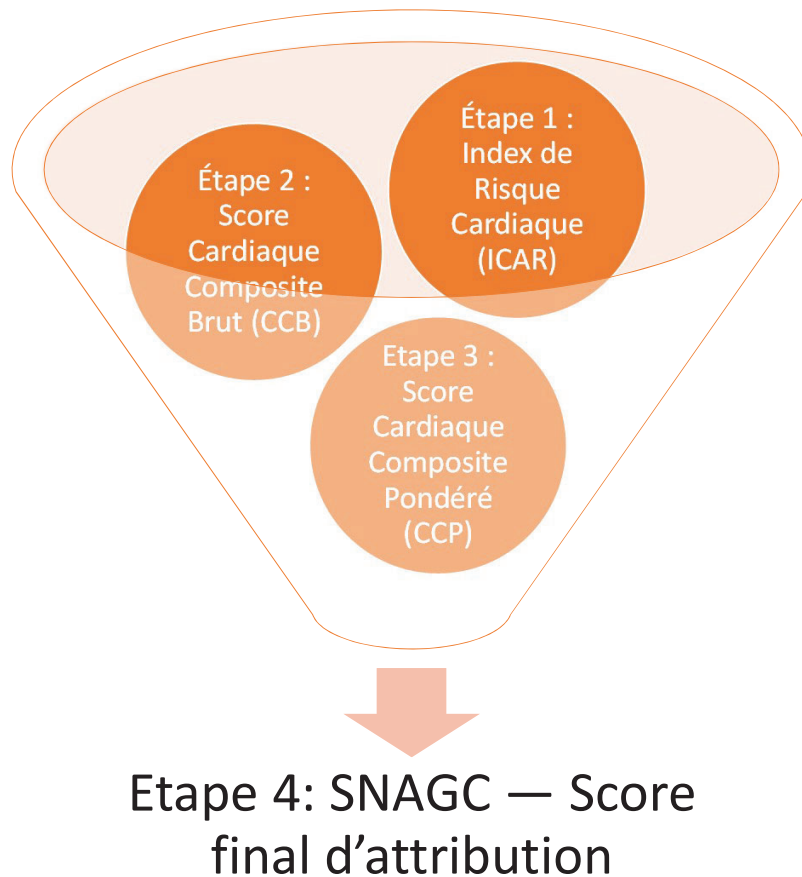 Étape 1 :
Index de
Risque
Cardiaque
(ICAR)
Étape 2 :
Score
Cardiaque
Composite
Brut (CCB)
Etape 3 :
Score
Cardiaque
Composite
Pondéré
(CCP)
Etape 4: SNAGC — Score
final d’attribution